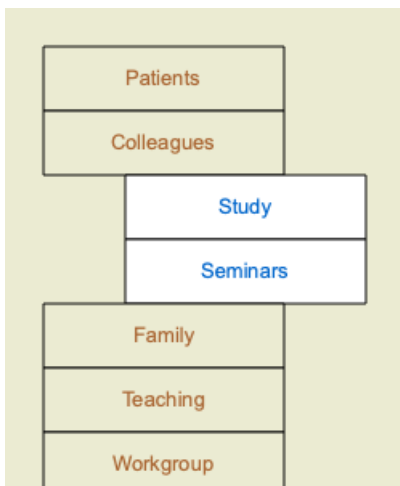 Patients
Colleagues
Study
Seminars
Family
Teaching
Workgroup